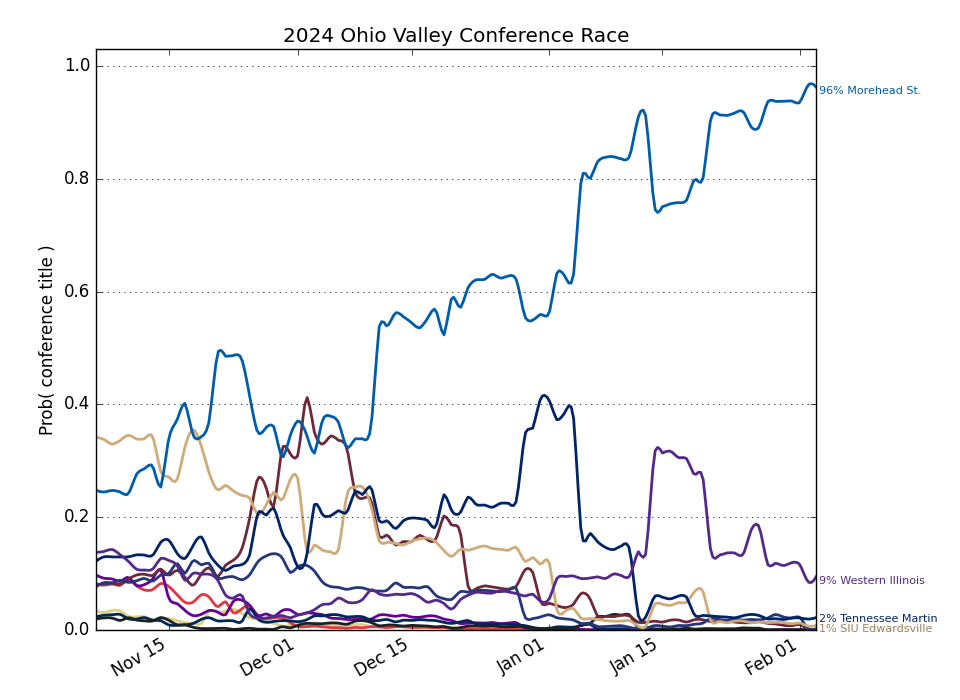 2024 Ohio Valley Conference Race
Prob( conference title )
1.0
0.8
0.6
0.4
0.2
0.0
Nov 15
Dec 01
Dec 15
Jan 01
Jan 15
Feb 01
96% Morehead St.
9% Western Illinois
2% Tennessee Martin
1% SIU Edwardsville